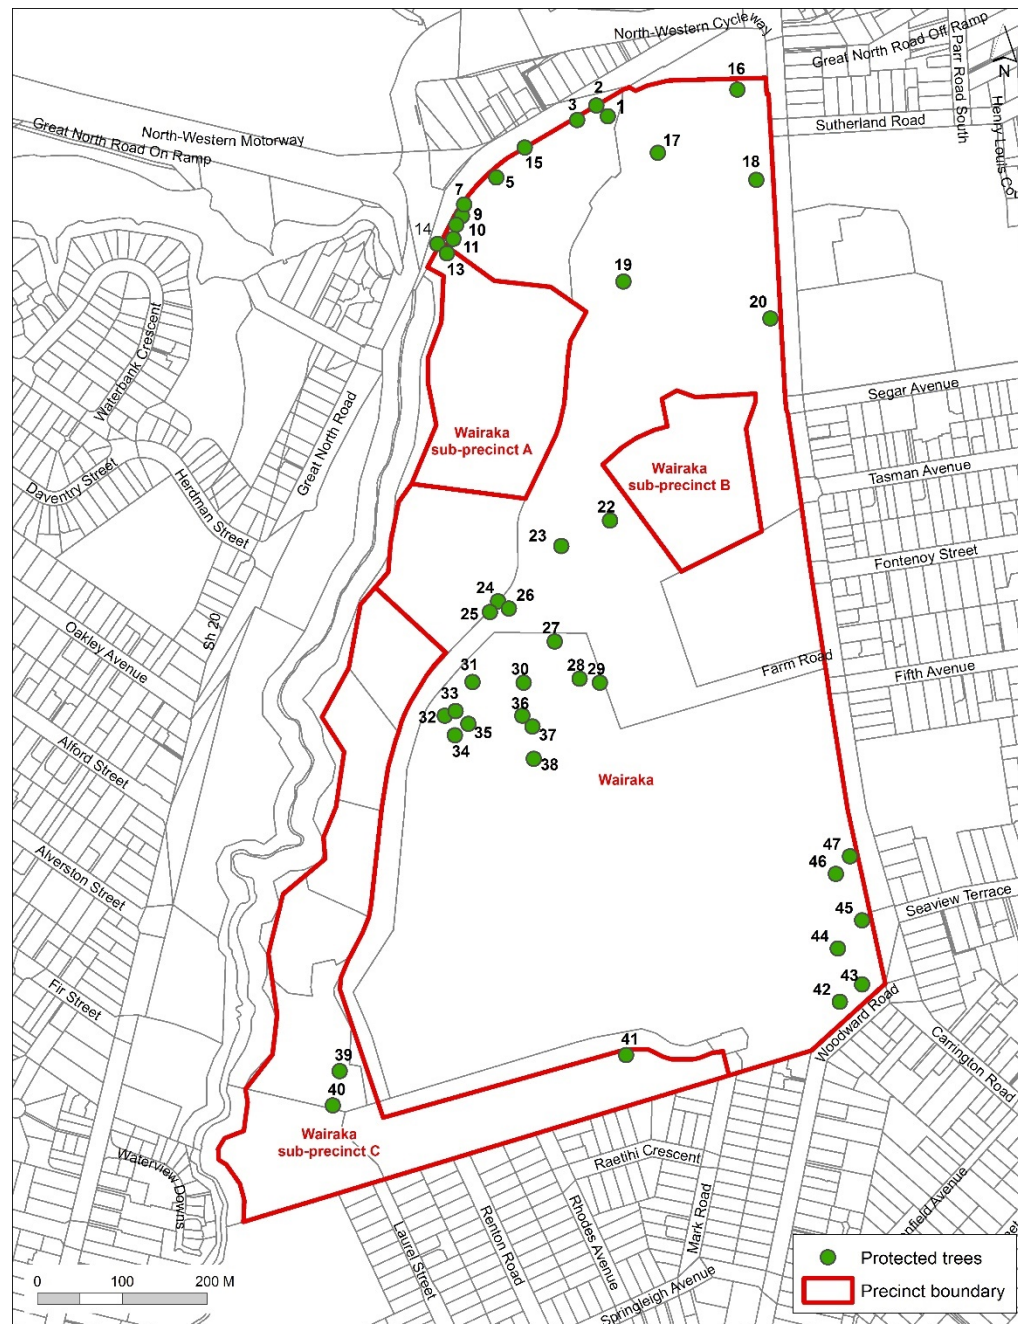 North-Western Cycleway
Great North Road Off Ramp
Parr Road South
N
16
2
3
1
Henry Louis Cou
Sutherland Road
Great North Road On Ramp
North-Western Motorway
15
17
18
5
7
9
10
14
11
13
19
20
Waterbank Crescent
Segar Avenue
Great North Road
Wairaka
sub-precinct A
Wairaka
sub-precinct B
Tasman Avenue
Daventry Street
Herdman Street
22
23
Fontenoy Street
24
26
25
Sh 20
Oakley Avenue
27
Farm Road
Fifth Avenue
31
30
28
29
33
32
36
35
37
34
Alford Street
38
Wairaka
47
46
Alverston Street
Seaview Terrace
45
44
43
Fir Street
42
Woodward Road
41
Carrington Road
39
40
Wairaka
sub-precinct C
Waterview Downs
Raetihi Crescent
Mark Road
Rhodes Avenue
Renton Road
Laurel Street
nfield Avenue
Springleigh Avenue
Protected trees
Precinct boundary
0 100 200 M